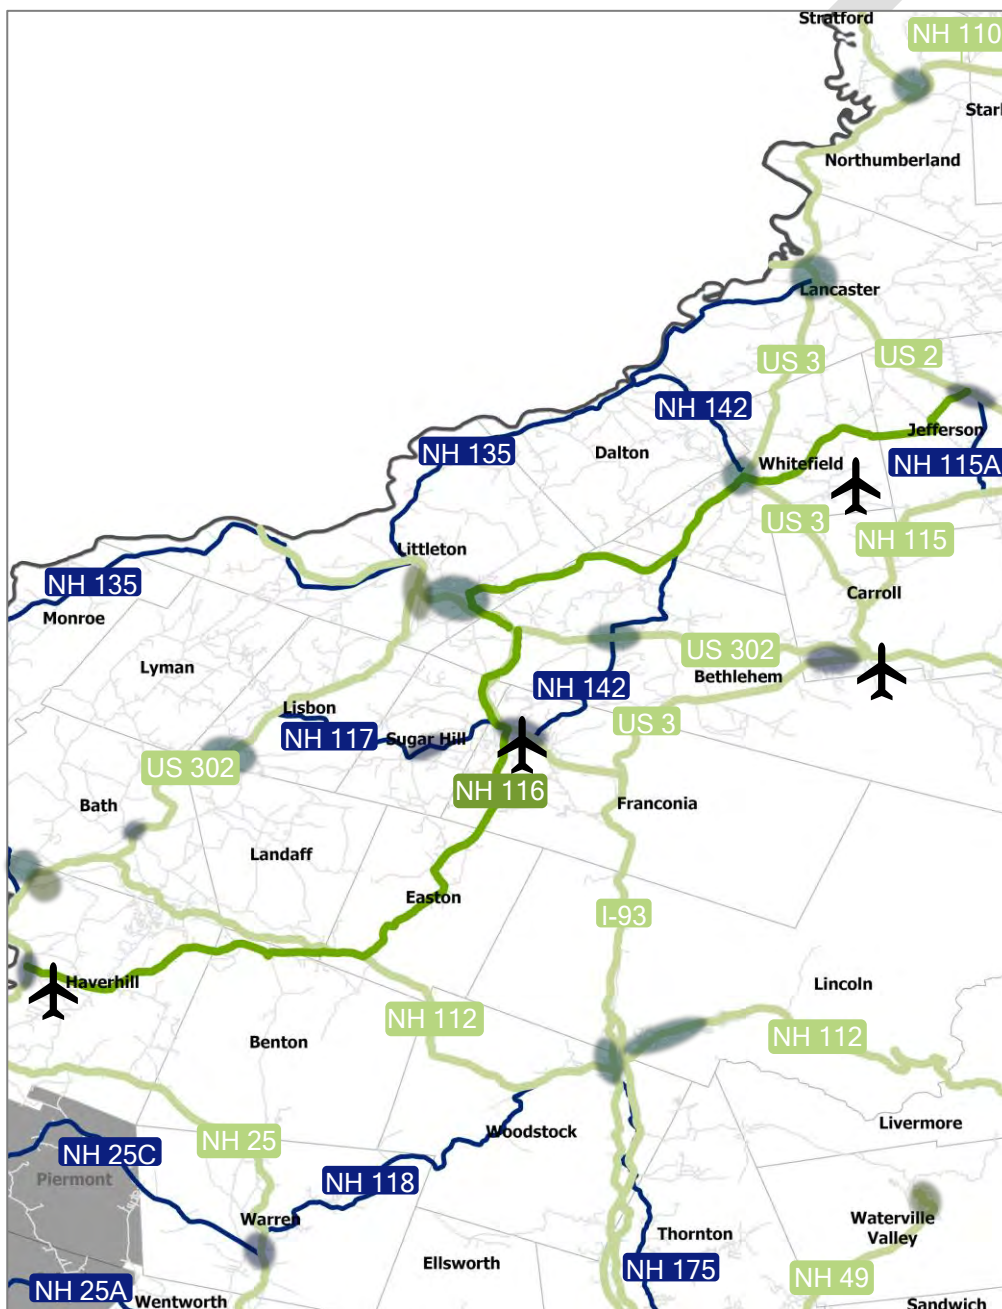 Stratford
NH 110
Star
Northumberland
Lancaster
US 3
US 2
NH 142
Jefferson
NH 135
Dalton
Whitefield
NH 115A
US 3
NH 115
Littleton
NH 135
Carroll
Monroe
US 302
Lyman
Bethlehem
NH 142
Lisbon
US 3
NH 117
Sugar Hill
US 302
NH 116
Bath
Franconia
Landaff
Easton
I-93
Haverhill
Lincoln
NH 112
NH 112
Benton
Livermore
NH 25
Woodstock
NH 25C
Piermont
NH 118
Warren
Waterville
Valley
Thornton
Ellsworth
NH 175
NH 49
NH 25A
Wentworth
Sandwich